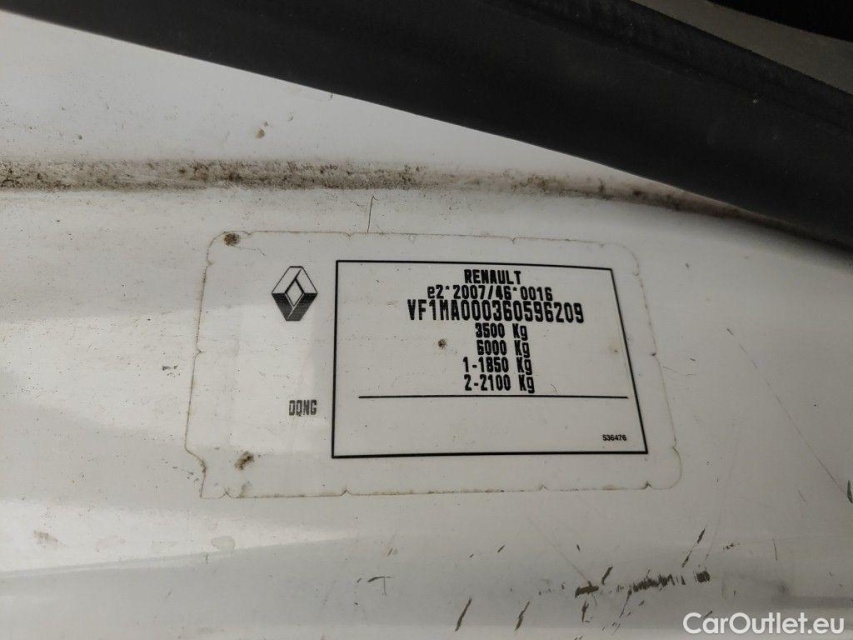 RENAULT
e2*2007/46*0016
VF1MA000360596209
3500 Kg
6000 Kg
1-1850 Kg
2-2100 Kg
DQNG
536476
CarOutlet.eu